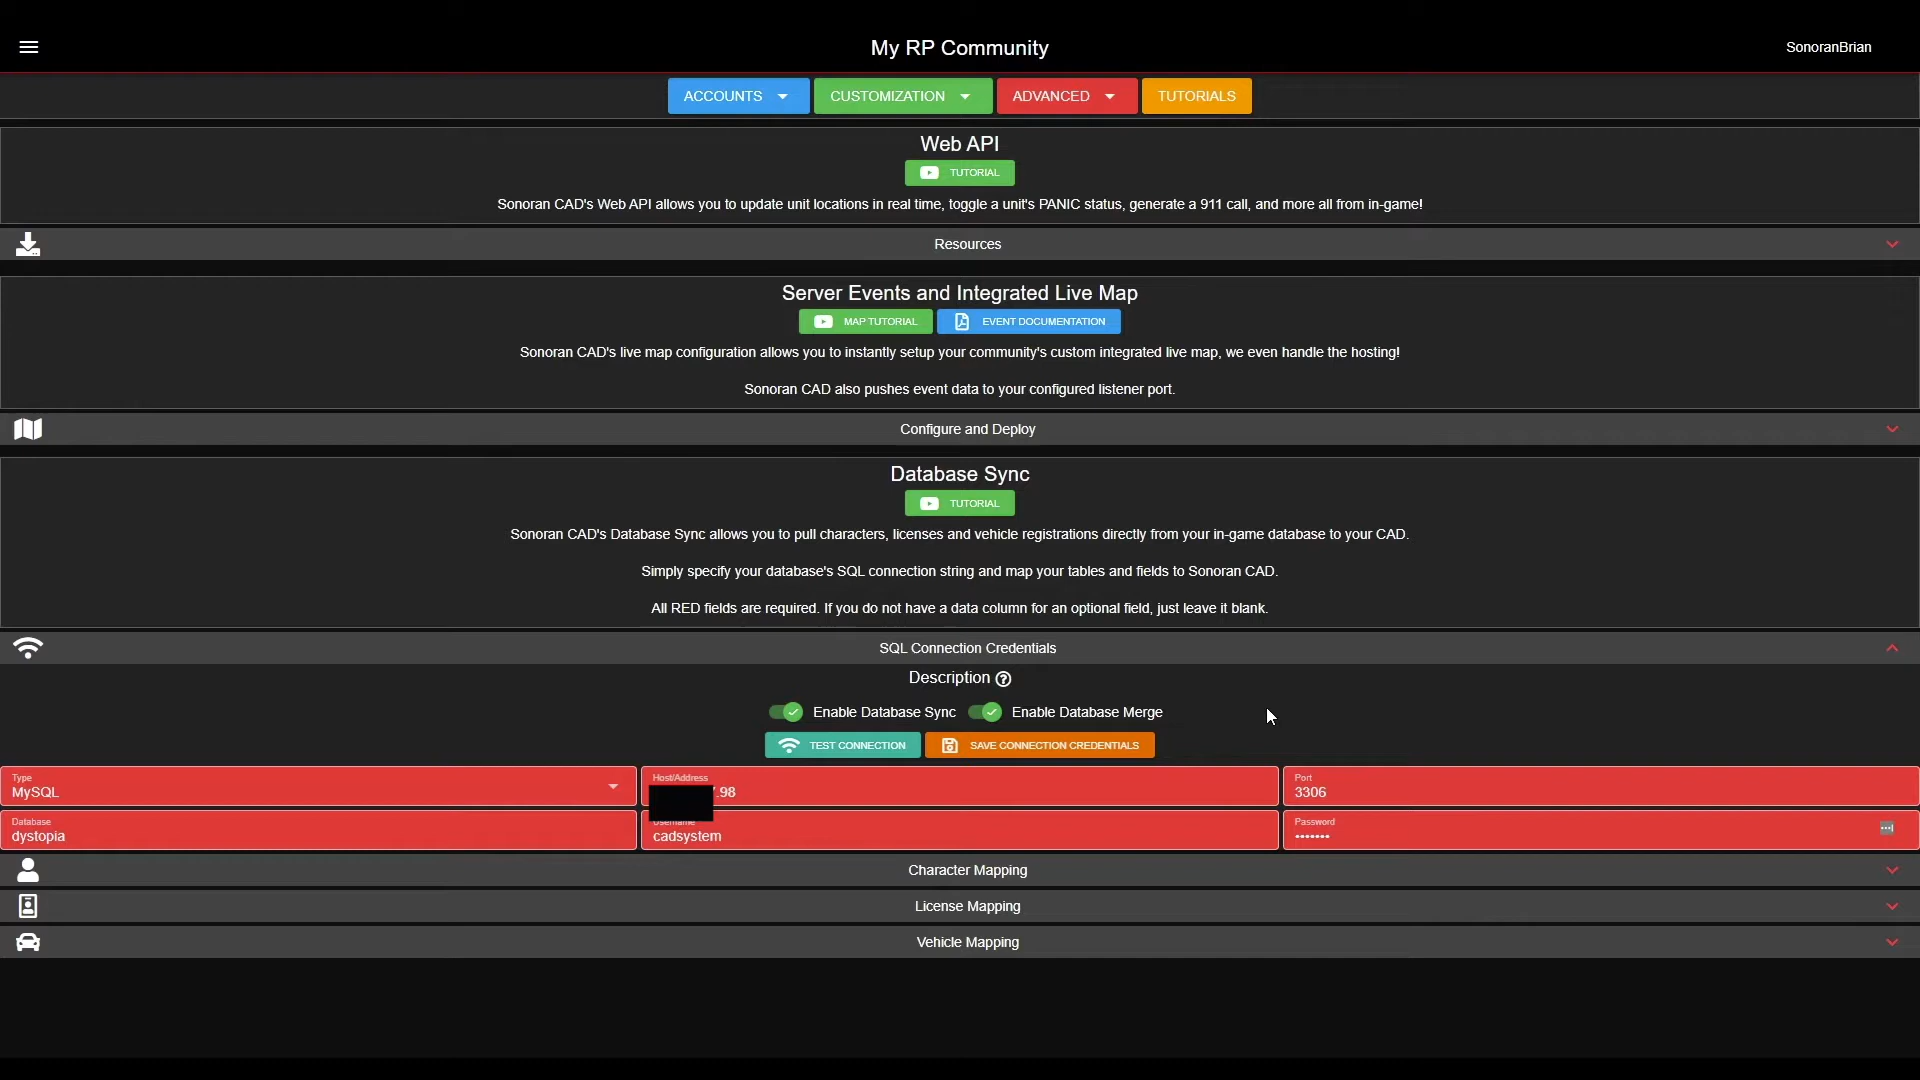 My RP Community
SonoranBrian
ACCOUNTS
CUSTOMIZATION
ADVANCED
TUTORIALS
Web API
TUTORIAL
Sonoran CAD's Web API allows you to update unit locations in real time, toggle a unit's PANIC status, generate a 911 call, and more all from in-game!
Resources
Server Events and Integrated Live Map
MAP TUTORIAL
EVENT DOCUMENTATION
Sonoran CAD's live map configuration allows you to instantly setup your community's custom integrated live map, we even handle the hosting!
Sonoran CAD also pushes event data to your configured listener port.
Configure and Deploy
Database Sync
TUTORIAL
Sonoran CAD's Database Sync allows you to pull characters, licenses and vehicle registrations directly from your in-game database to your CAD.
Simply specify your database's SQL connection string and map your tables and fields to Sonoran CAD.
All RED fields are required. If you do not have a data column for an optional field, just leave it blank.
SQL Connection Credentials
Description
Enable Database Sync
Enable Database Merge
TEST CONNECTION
SAVE CONNECTION CREDENTIALS
Type
MySQL
Host/Address
.98
Port
3306
Database
dystopia
Username
cadsystem
Password
•••••••
Character Mapping
License Mapping
Vehicle Mapping